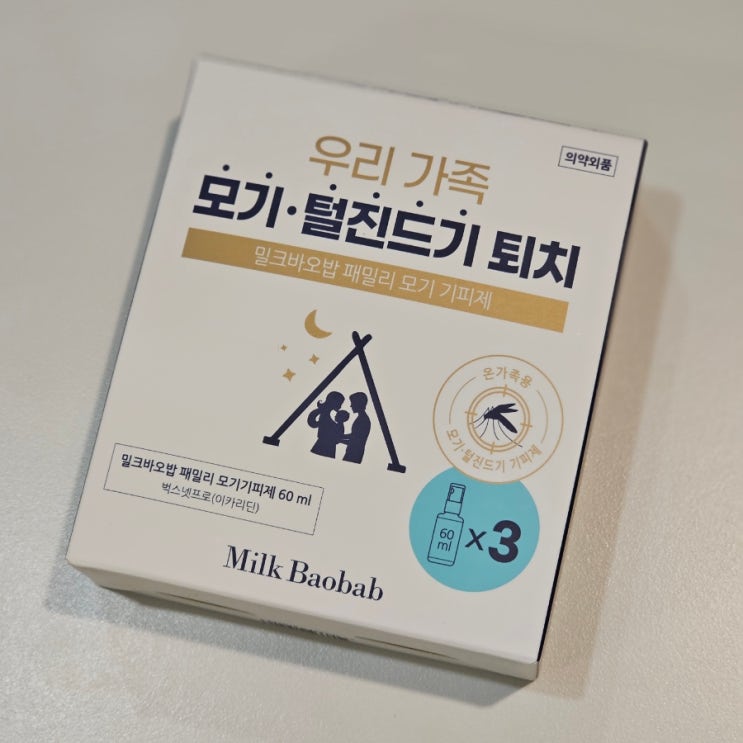 의약외품
우리 가족
모기·털진드기 퇴치
밀크바오밥 패밀리 모기 기피제
온가족용
모기·털진드기 기피제
밀크바오밥 패밀리 모기기피제 60 ml
벅스넷프로(이카리딘)
60
ml
x3
Milk Baobab